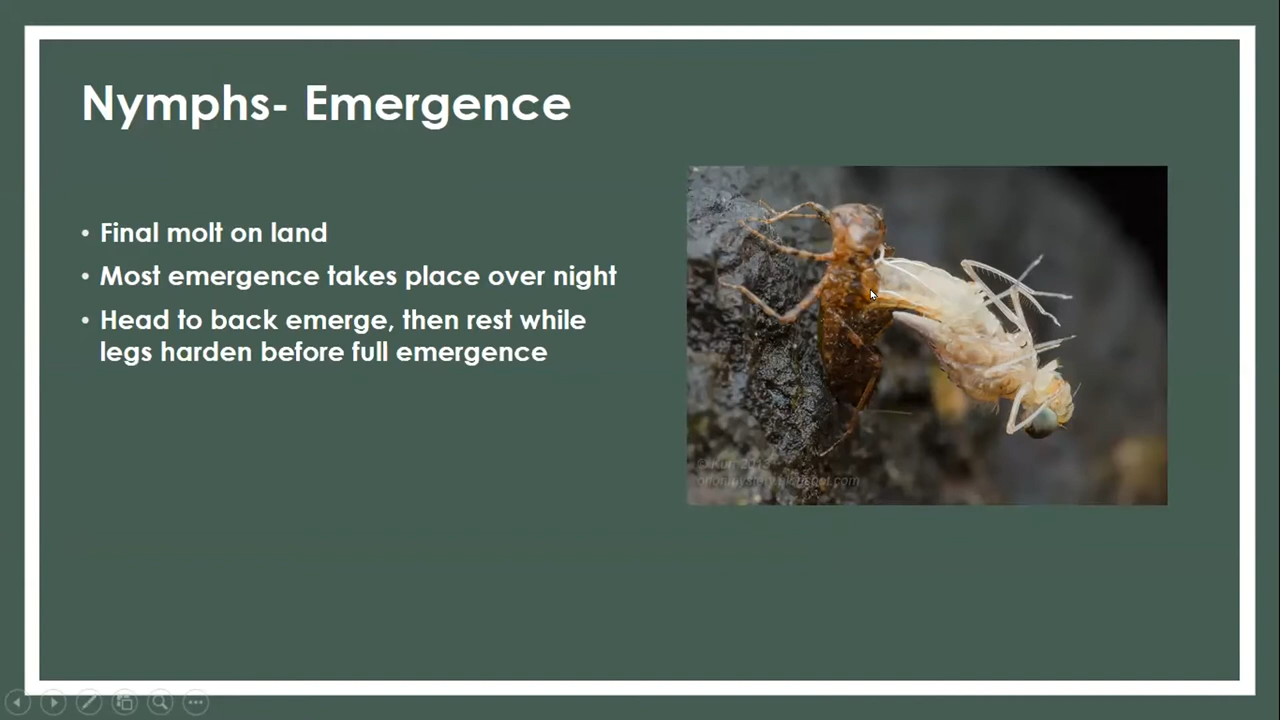 Nymphs- Emergence
• Final molt on land
• Most emergence takes place over night
• Head to back emerge, then rest while
legs harden before full emergence